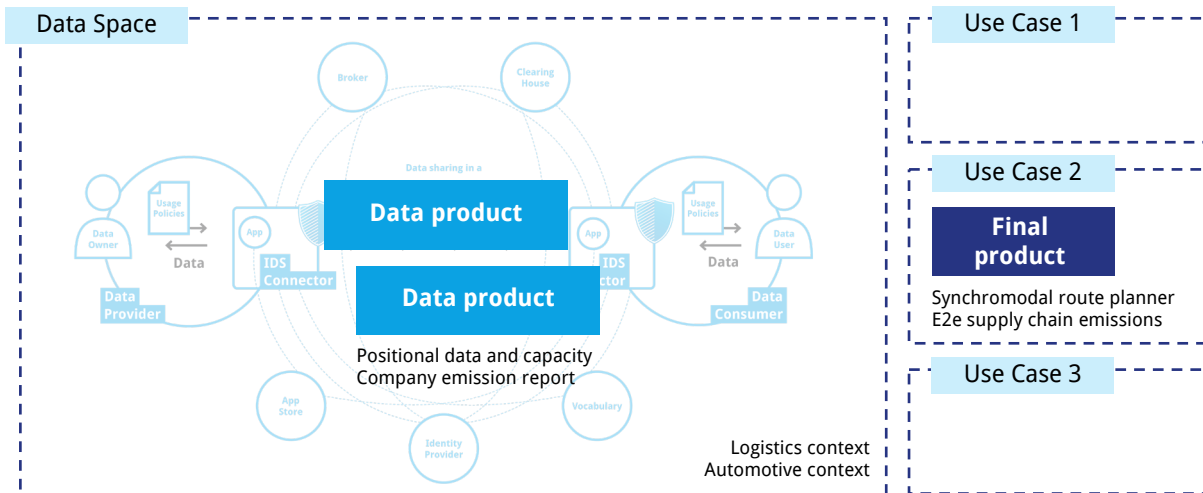 Data Space
Use Case 1
Broker
Clearing
House
Data sharing in a
Use Case 2
Usage
Policies
Data product
Usage
Policies
Data
Owner
App
App
Data
User
Final
product
Data
IDS
Connector
IDS
ctor
Data
Data
Provider
Data product
Data
Consumer
Synchromodal route planner
E2e supply chain emissions
Positional data and capacity
Company emission report
Use Case 3
App
Store
Vocabulary
Identity
Provider
Logistics context
Automotive context